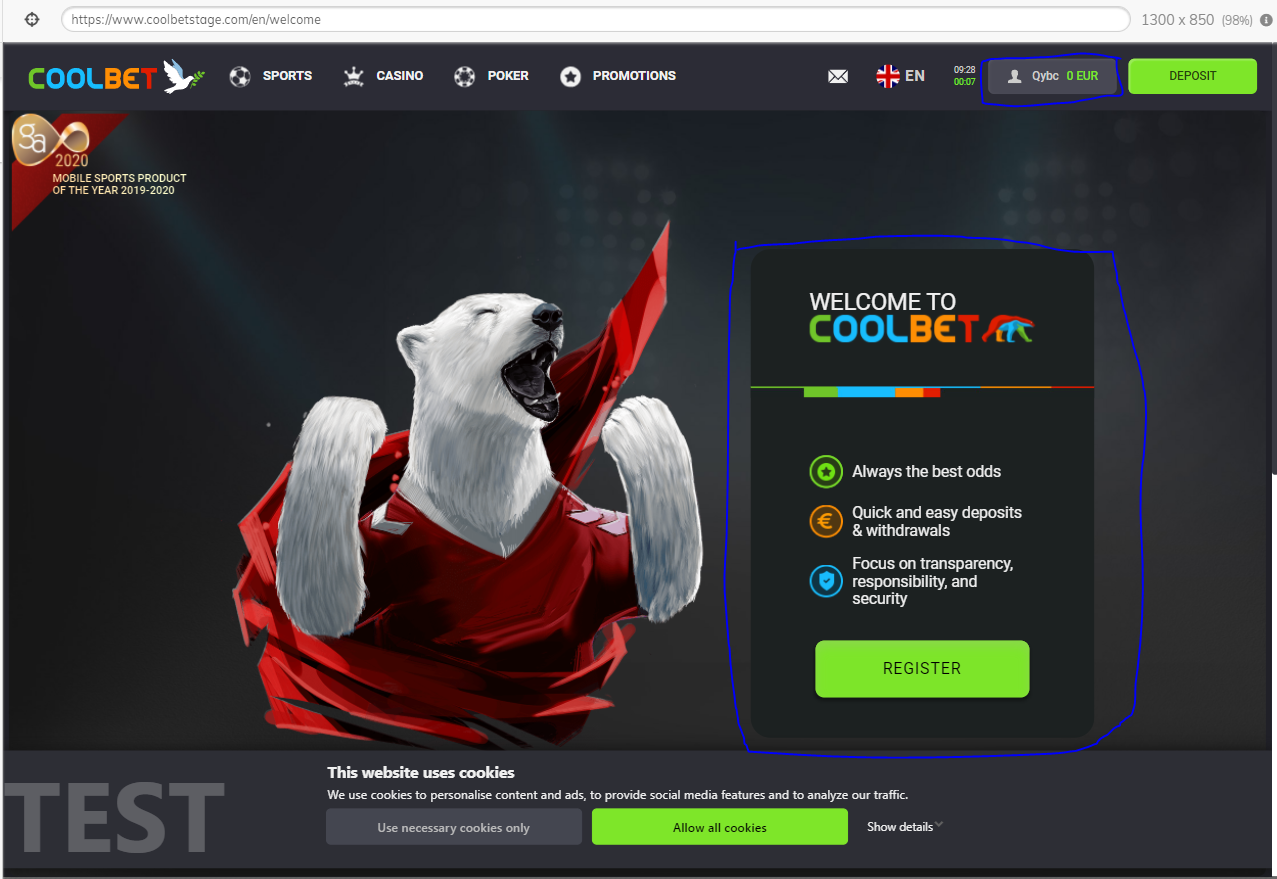 https://www.coolbetstage.com/en/welcome
1300 x 850 (98%)
COOLBET
SPORTS
CASINO
POKER
PROMOTIONS
EN
09:28
00:07
Qybc 0 EUR
DEPOSIT
ga
2020
MOBILE SPORTS PRODUCT
OF THE YEAR 2019-2020
WELCOME TO
COOLBET
Always the best odds
Quick and easy deposits
& withdrawals
Focus on transparency,
responsibility, and
security
REGISTER
TEST
This website uses cookies
We use cookies to personalise content and ads, to provide social media features and to analyze our traffic.
Use necessary cookies only
Allow all cookies
Show details